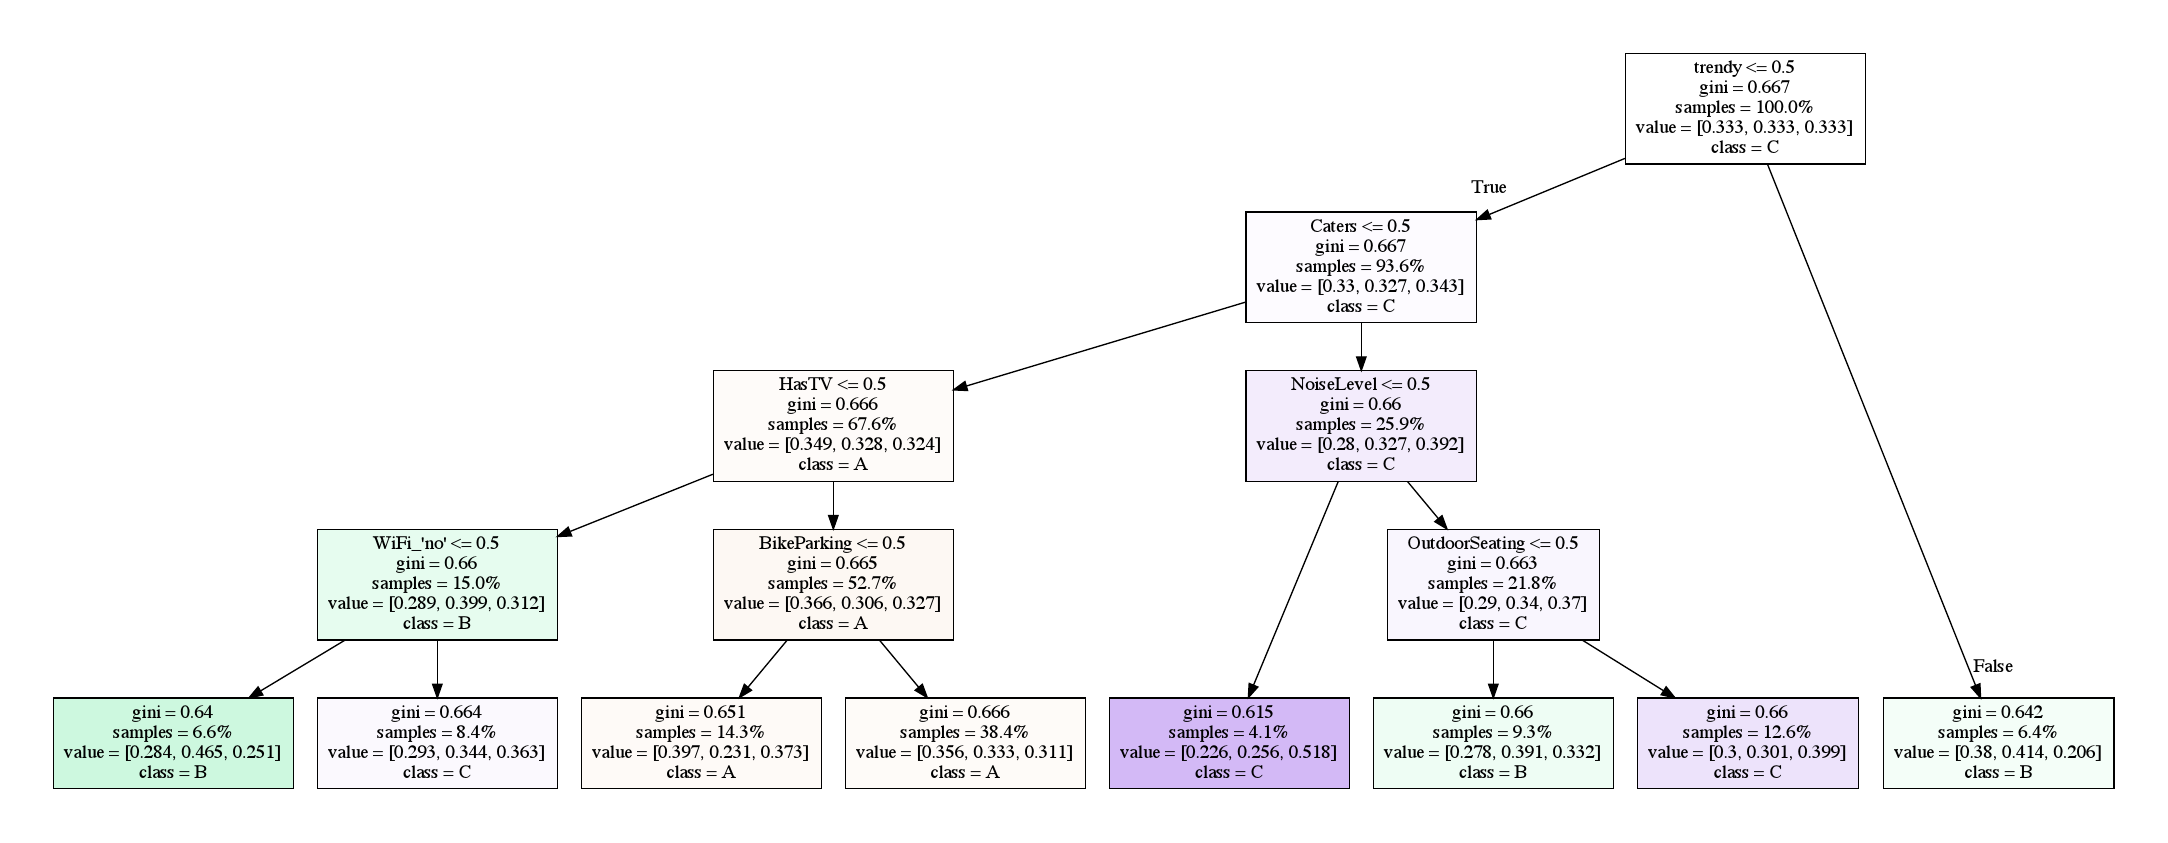 trendy <= 0.5
gini = 0.667
samples = 100.0%
value = [0.333, 0.333, 0.333]
class = C
True
Caters <= 0.5
gini = 0.667
samples = 93.6%
value = [0.33, 0.327, 0.343]
class = C
HasTV <= 0.5
gini = 0.666
samples = 67.6%
value = [0.349, 0.328, 0.324]
class = A
NoiseLevel <= 0.5
gini = 0.66
samples = 25.9%
value = [0.28, 0.327, 0.392]
class = C
WiFi_'no' <= 0.5
gini = 0.66
samples = 15.0%
value = [0.289, 0.399, 0.312]
class = B
BikeParking <= 0.5
gini = 0.665
samples = 52.7%
value = [0.366, 0.306, 0.327]
class = A
OutdoorSeating <= 0.5
gini = 0.663
samples = 21.8%
value = [0.29, 0.34, 0.37]
class = C
False
gini = 0.64
samples = 6.6%
value = [0.284, 0.465, 0.251]
class = B
gini = 0.664
samples = 8.4%
value = [0.293, 0.344, 0.363]
class = C
gini = 0.651
samples = 14.3%
value = [0.397, 0.231, 0.373]
class = A
gini = 0.666
samples = 38.4%
value = [0.356, 0.333, 0.311]
class = A
gini = 0.615
samples = 4.1%
value = [0.226, 0.256, 0.518]
class = C
gini = 0.66
samples = 9.3%
value = [0.278, 0.391, 0.332]
class = B
gini = 0.66
samples = 12.6%
value = [0.3, 0.301, 0.399]
class = C
gini = 0.642
samples = 6.4%
value = [0.38, 0.414, 0.206]
class = B